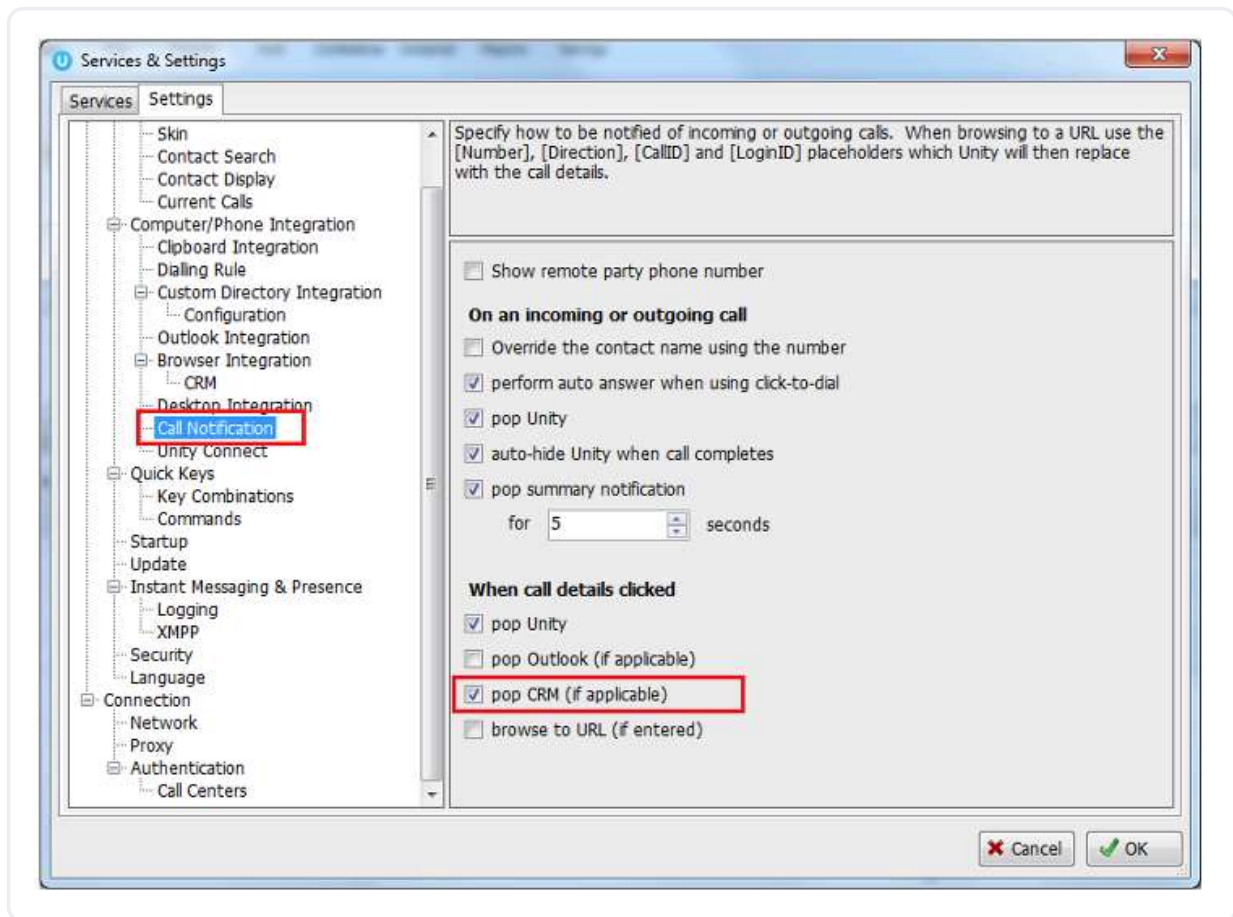 Services & Settings
Services
Settings
Skin
Contact Search
Contact Display
Current Calls
Computer/Phone Integration
Clipboard Integration
Dialing Rule
Custom Directory Integration
Configuration
Outlook Integration
Browser Integration
CRM
Desktop Integration
Call Notification
Unity Connect
Quick Keys
Key Combinations
Commands
Startup
Update
Instant Messaging & Presence
Logging
XMPP
Security
Language
Connection
Network
Proxy
Authentication
Call Centers
Specify how to be notified of incoming or outgoing calls. When browsing to a URL use the
[Number], [Direction], [CallID] and [LoginID] placeholders which Unity will then replace
with the call details.
Show remote party phone number
On an incoming or outgoing call
Override the contact name using the number
perform auto answer when using click-to-dial
pop Unity
auto-hide Unity when call completes
pop summary notification
for 5 seconds
When call details clicked
pop Unity
pop Outlook (if applicable)
pop CRM (if applicable)
browse to URL (if entered)
Cancel
OK